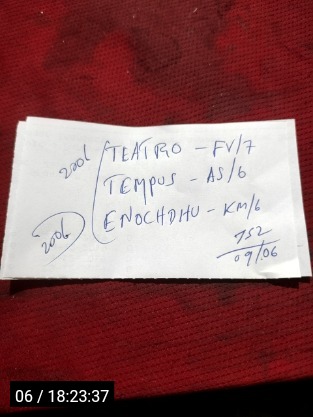 2006
TEATRO - FV/7
TEMPUS - AS/6
ENOCHDHU - KM/6
2006
752
09/06
06 / 18:23:37